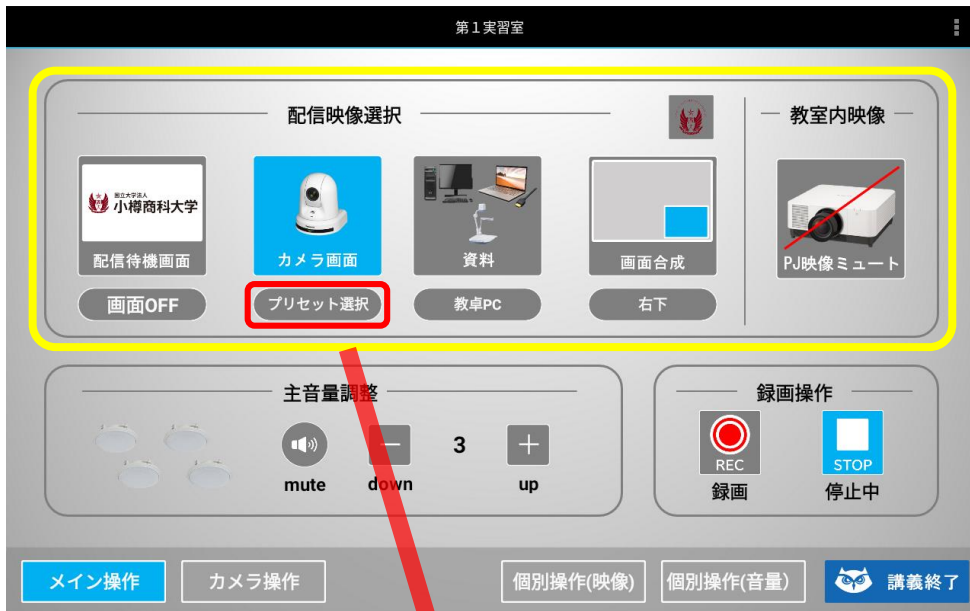 第1実習室
配信映像選択
教室内映像
国立大学法人
小樽商科大学
配信待機画面
カメラ画面
資料
画面合成
PJ映像ミュート
画面OFF
プリセット選択
教卓PC
右下
主音量調整
録画操作
3
mute
down
up
REC
STOP
録画
停止中
メイン操作
カメラ操作
個別操作(映像)
個別操作(音量)
講義終了